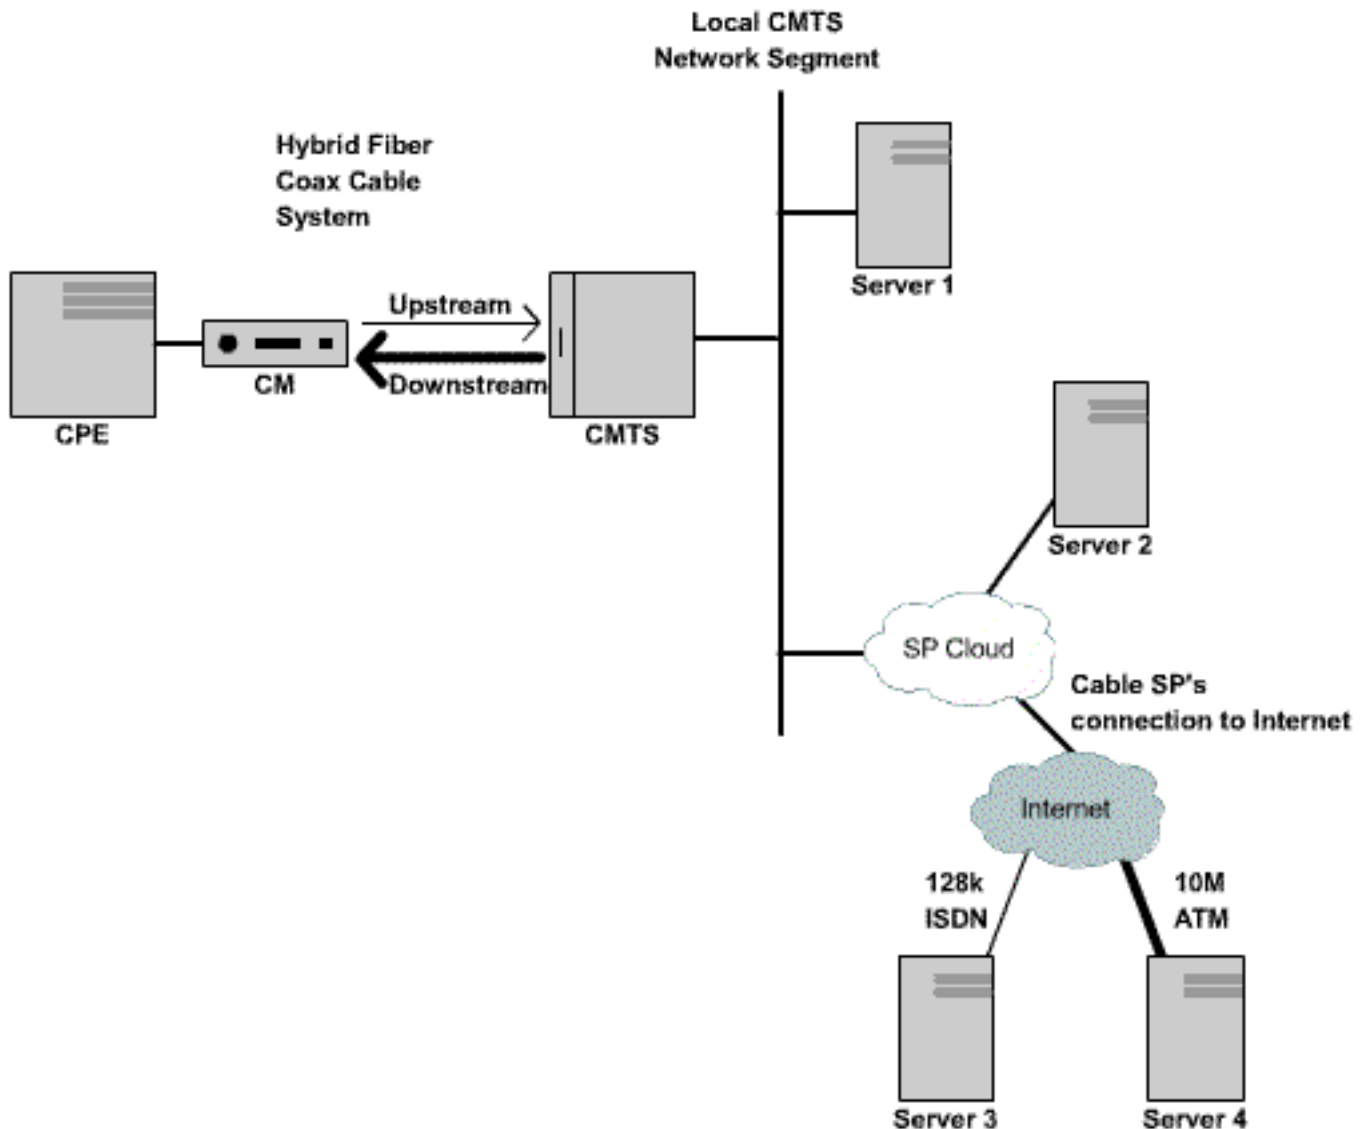 Local CMTS
Network Segment
Hybrid Fiber
Coax Cable
System
Server 1
Upstream
Downstream
CM
CPE
CMTS
Server 2
SP Cloud
Cable SP's
connection to Internet
Internet
128k
ISDN
10M
ATM
Server 3
Server 4